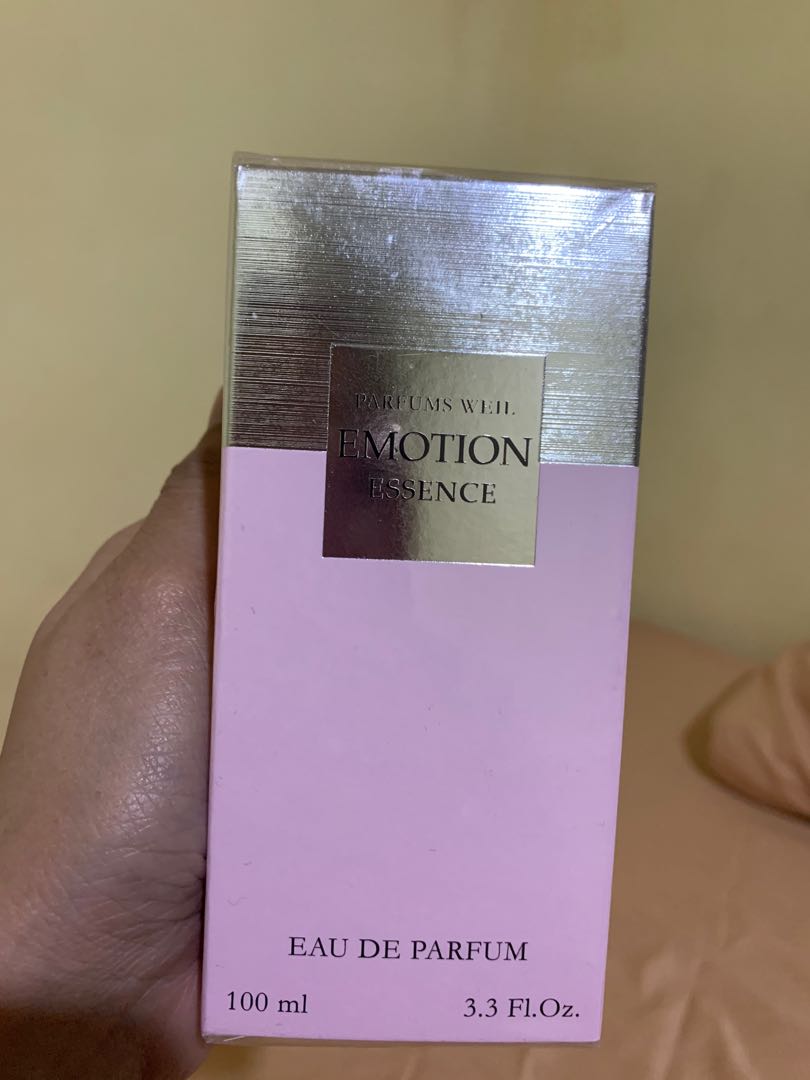 PARFUMS WEIL
EMOTION
ESSENCE
EAU DE PARFUM
100 ml
3.3 Fl.Oz.